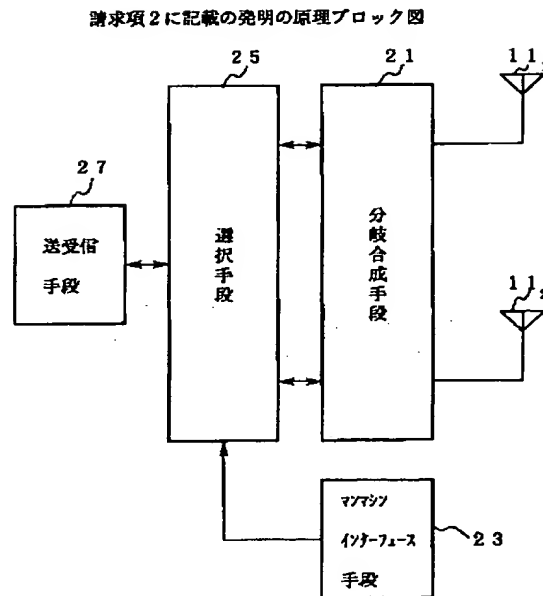 請求項2に記載の発明の原理ブロック図
25
21
11₁
27
送受信
手段
選択手段
分岐合成手段
11₂
マンマシン
インターフェース
手段
23